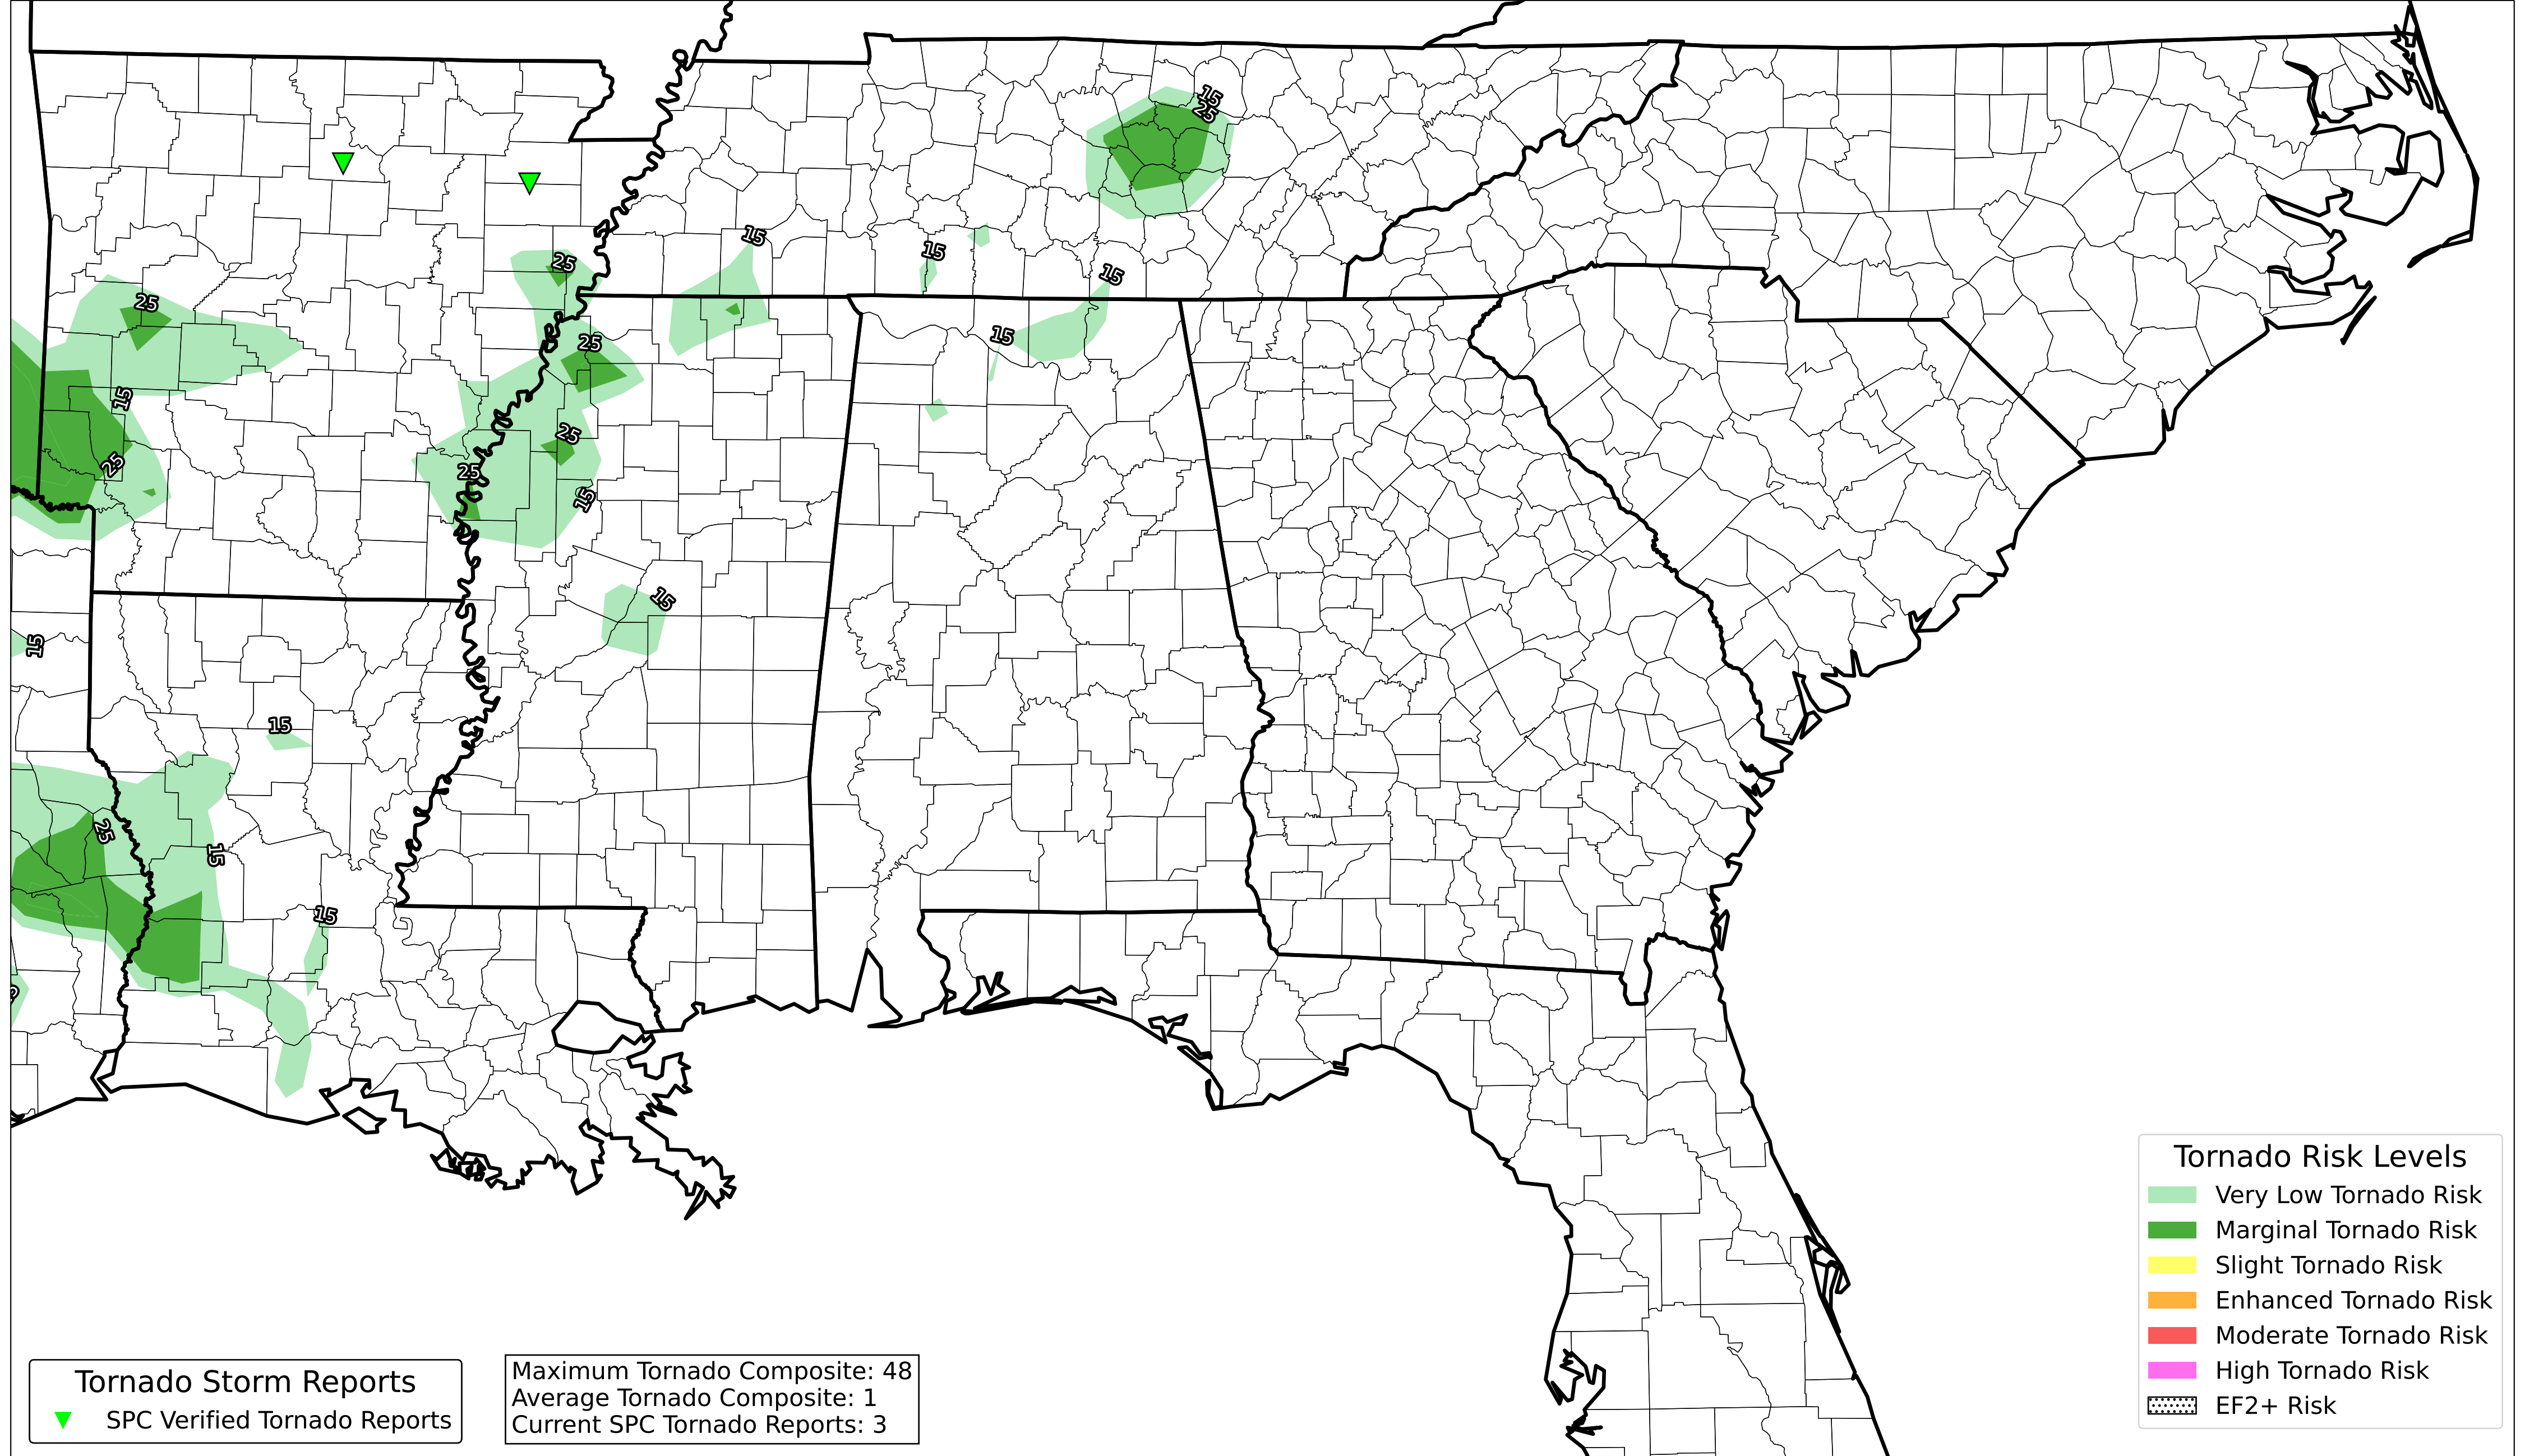 15
25
15
15
25
15
25
15
25
15
25
15
25
25
15
15
15
15
25
15
15
Tornado Risk Levels
Very Low Tornado Risk
Marginal Tornado Risk
Slight Tornado Risk
Enhanced Tornado Risk
Moderate Tornado Risk
High Tornado Risk
EF2+ Risk
Tornado Storm Reports
SPC Verified Tornado Reports
Maximum Tornado Composite: 48
Average Tornado Composite: 1
Current SPC Tornado Reports: 3